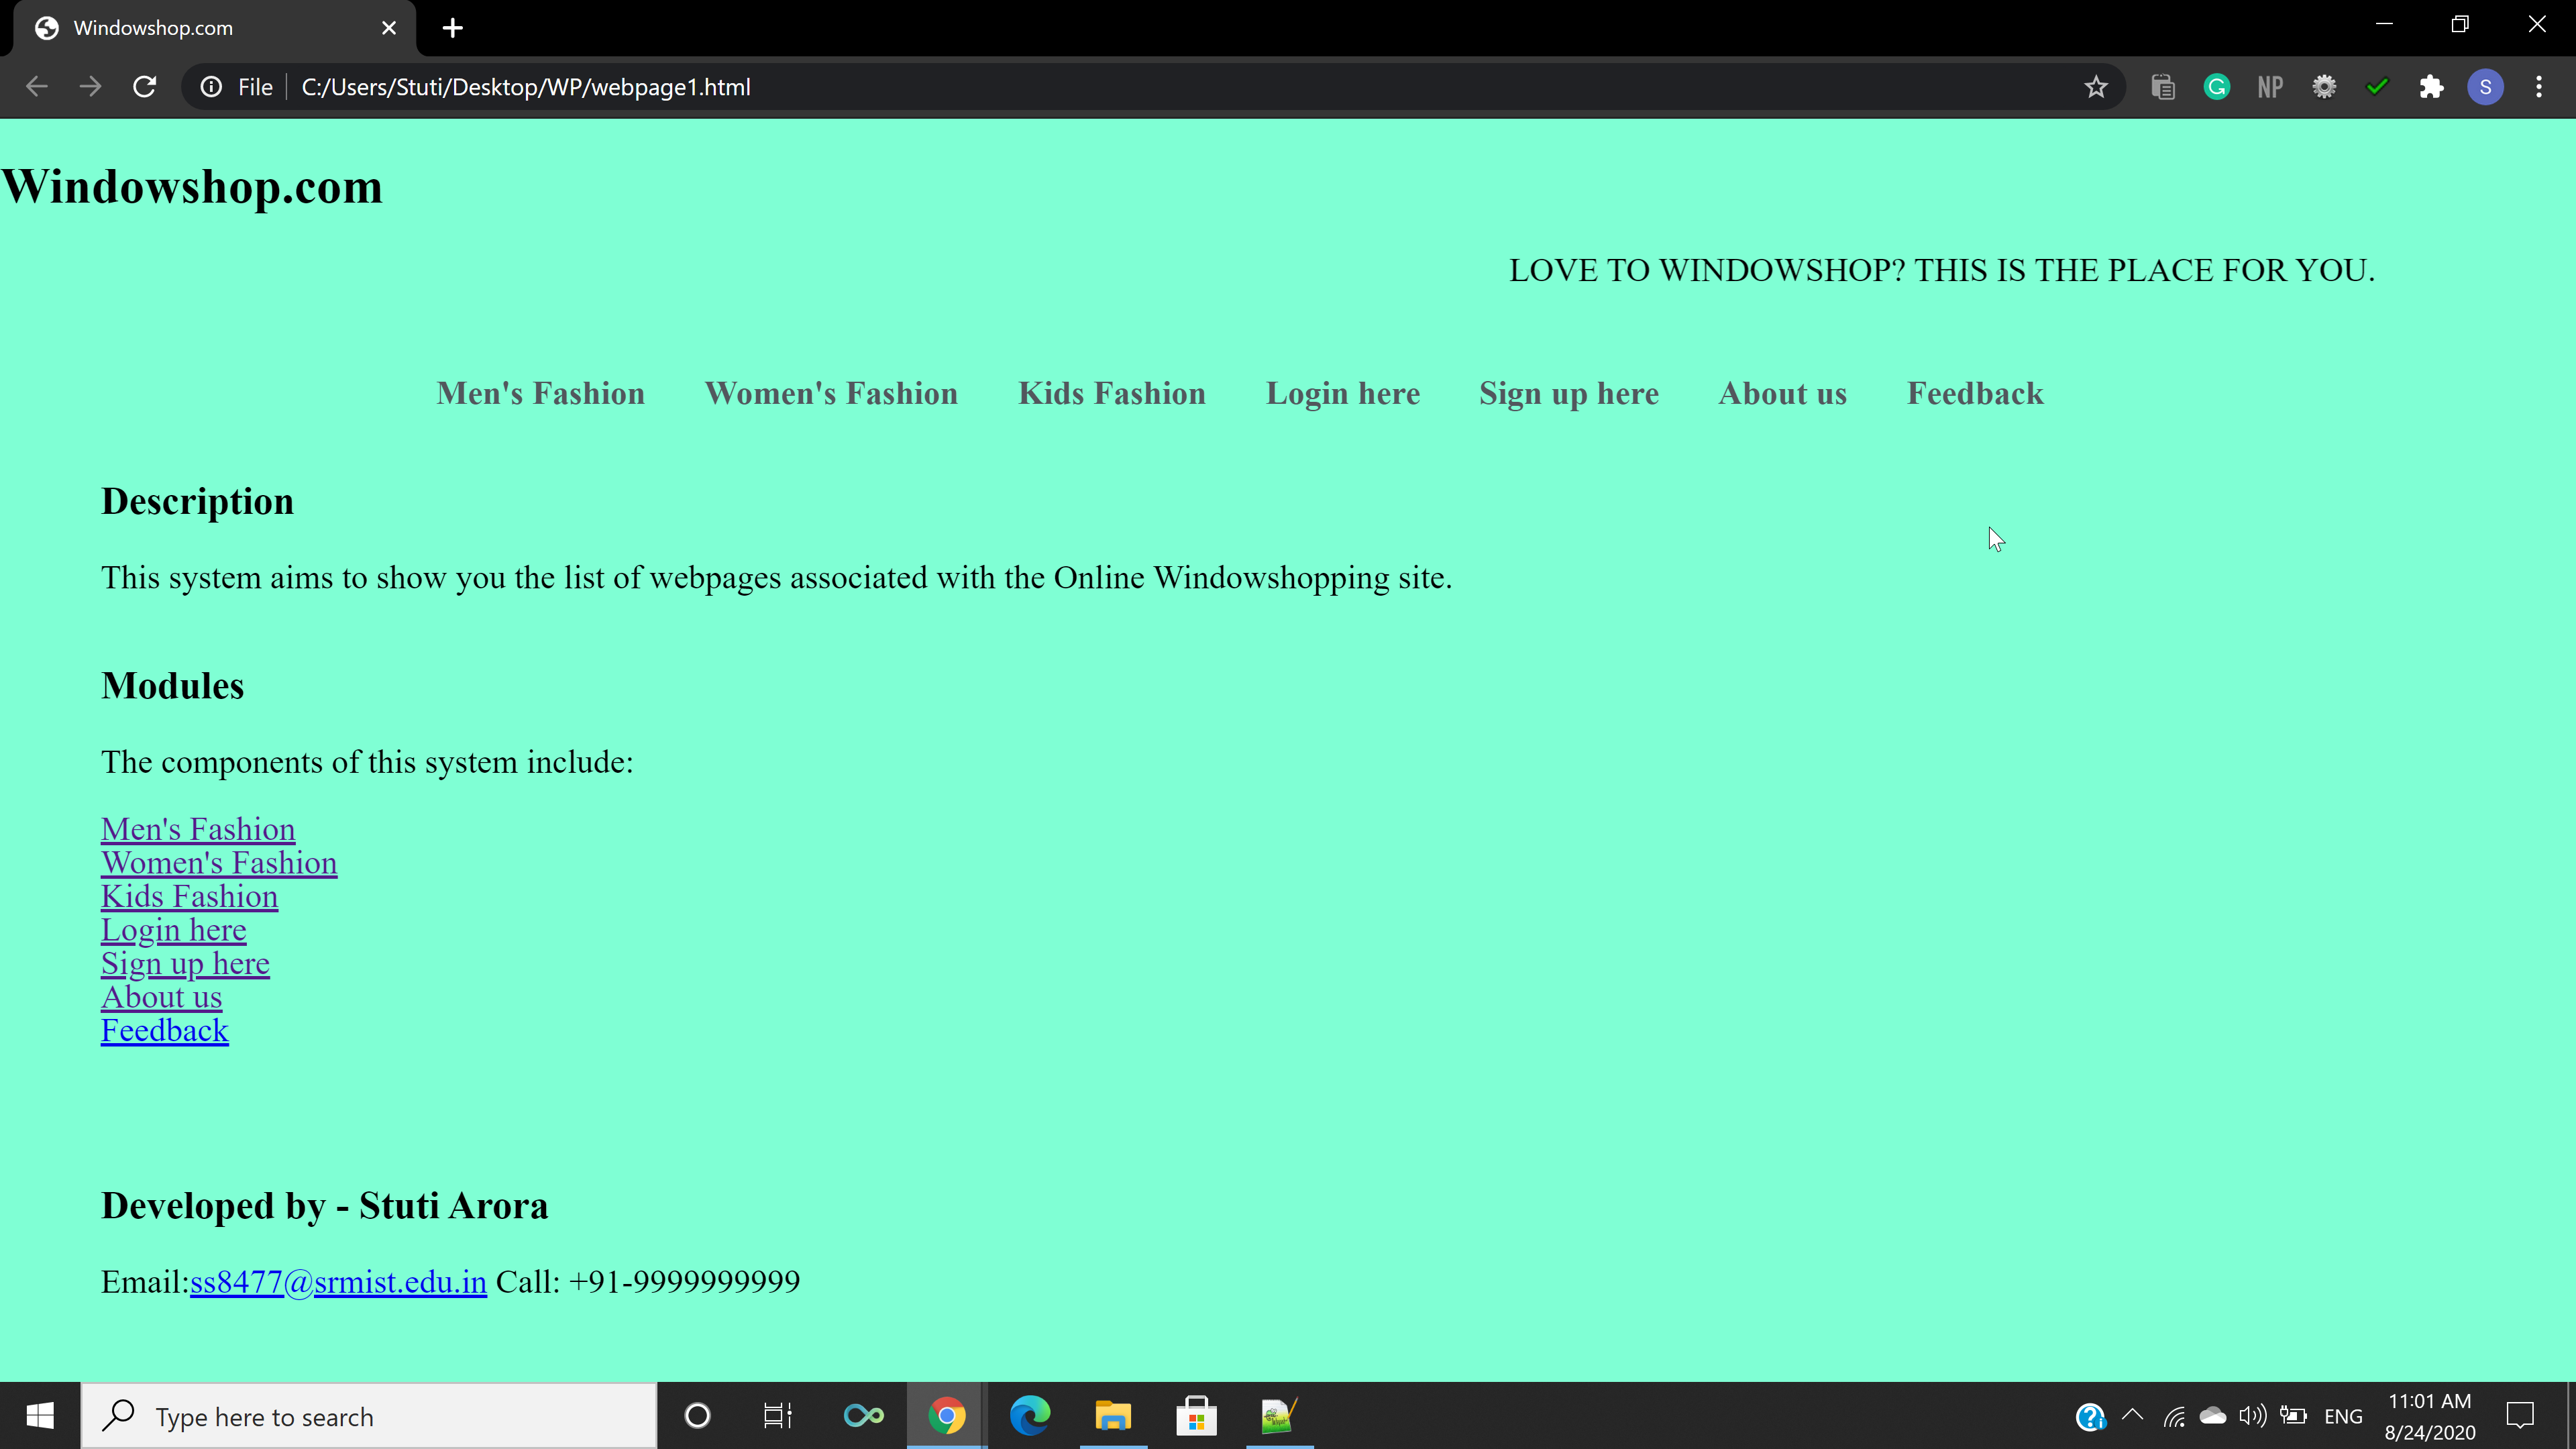 Windowshop.com
File C:/Users/Stuti/Desktop/WP/webpage1.html
G NP S
Windowshop.com
LOVE TO WINDOWSHOP? THIS IS THE PLACE FOR YOU.
Men's Fashion Women's Fashion Kids Fashion Login here Sign up here About us Feedback
Description
This system aims to show you the list of webpages associated with the Online Windowshopping site.
Modules
The components of this system include:
Men's Fashion
Women's Fashion
Kids Fashion
Login here
Sign up here
About us
Feedback
Developed by - Stuti Arora
Email:ss8477@srmist.edu.in Call: +91-9999999999
Type here to search
ENG
11:01 AM
8/24/2020